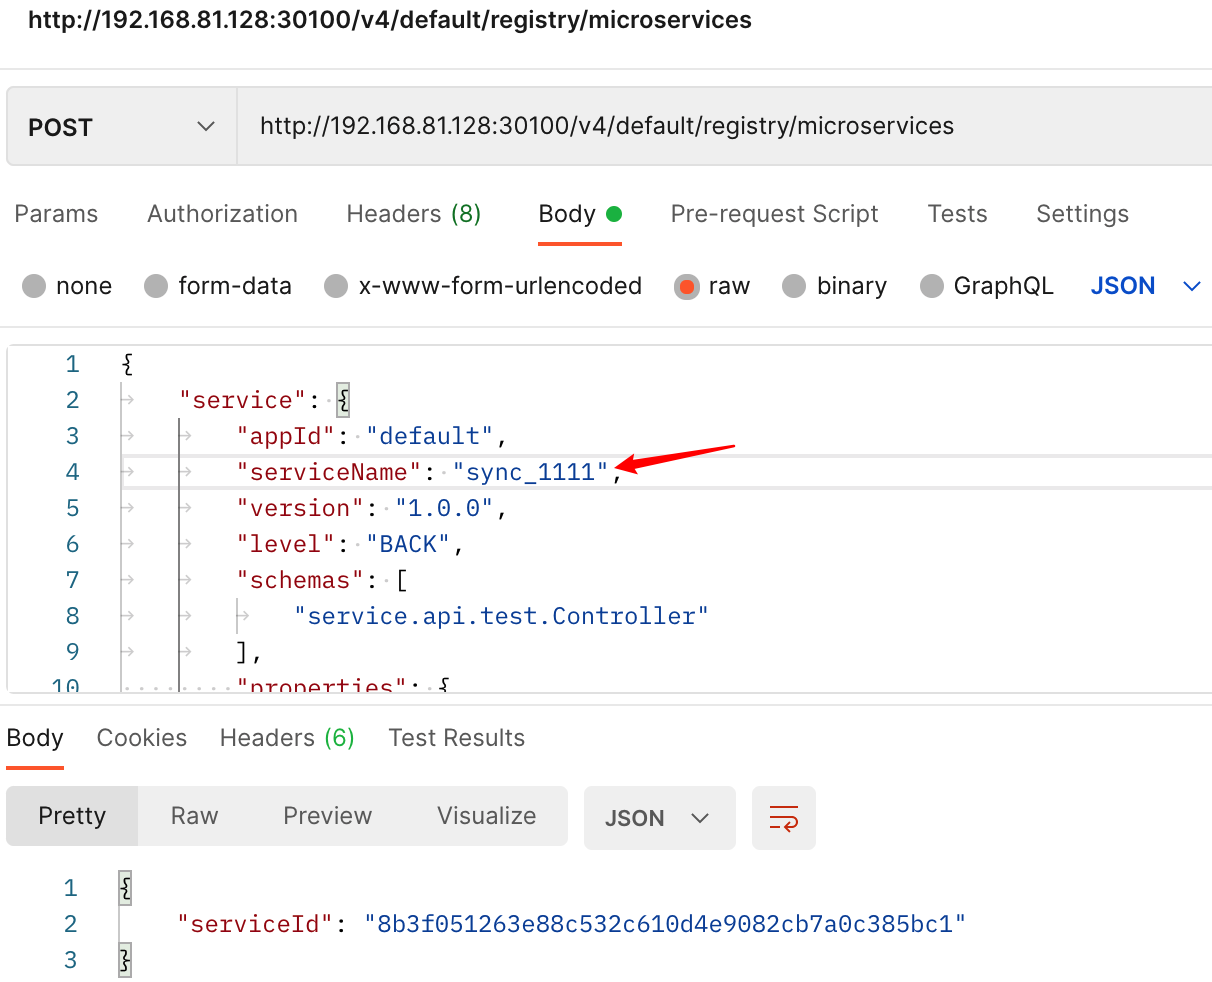 http://192.168.81.128:30100/v4/default/registry/microservices
POST http://192.168.81.128:30100/v4/default/registry/microservices
Params Authorization Headers (8) Body Pre-request Script Tests Settings
none form-data x-www-form-urlencoded raw binary GraphQL JSON
1 {
2 "service": {
3 "appId": "default",
4 "serviceName": "sync_1111",
5 "version": "1.0.0",
6 "level": "BACK",
7 "schemas": [
8 "service.api.test.Controller"
9 ],
10 "properties": {
Body Cookies Headers (6) Test Results
Pretty Raw Preview Visualize JSON
1 {
2 "serviceId": "8b3f051263e88c532c610d4e9082cb7a0c385bc1"
3 }